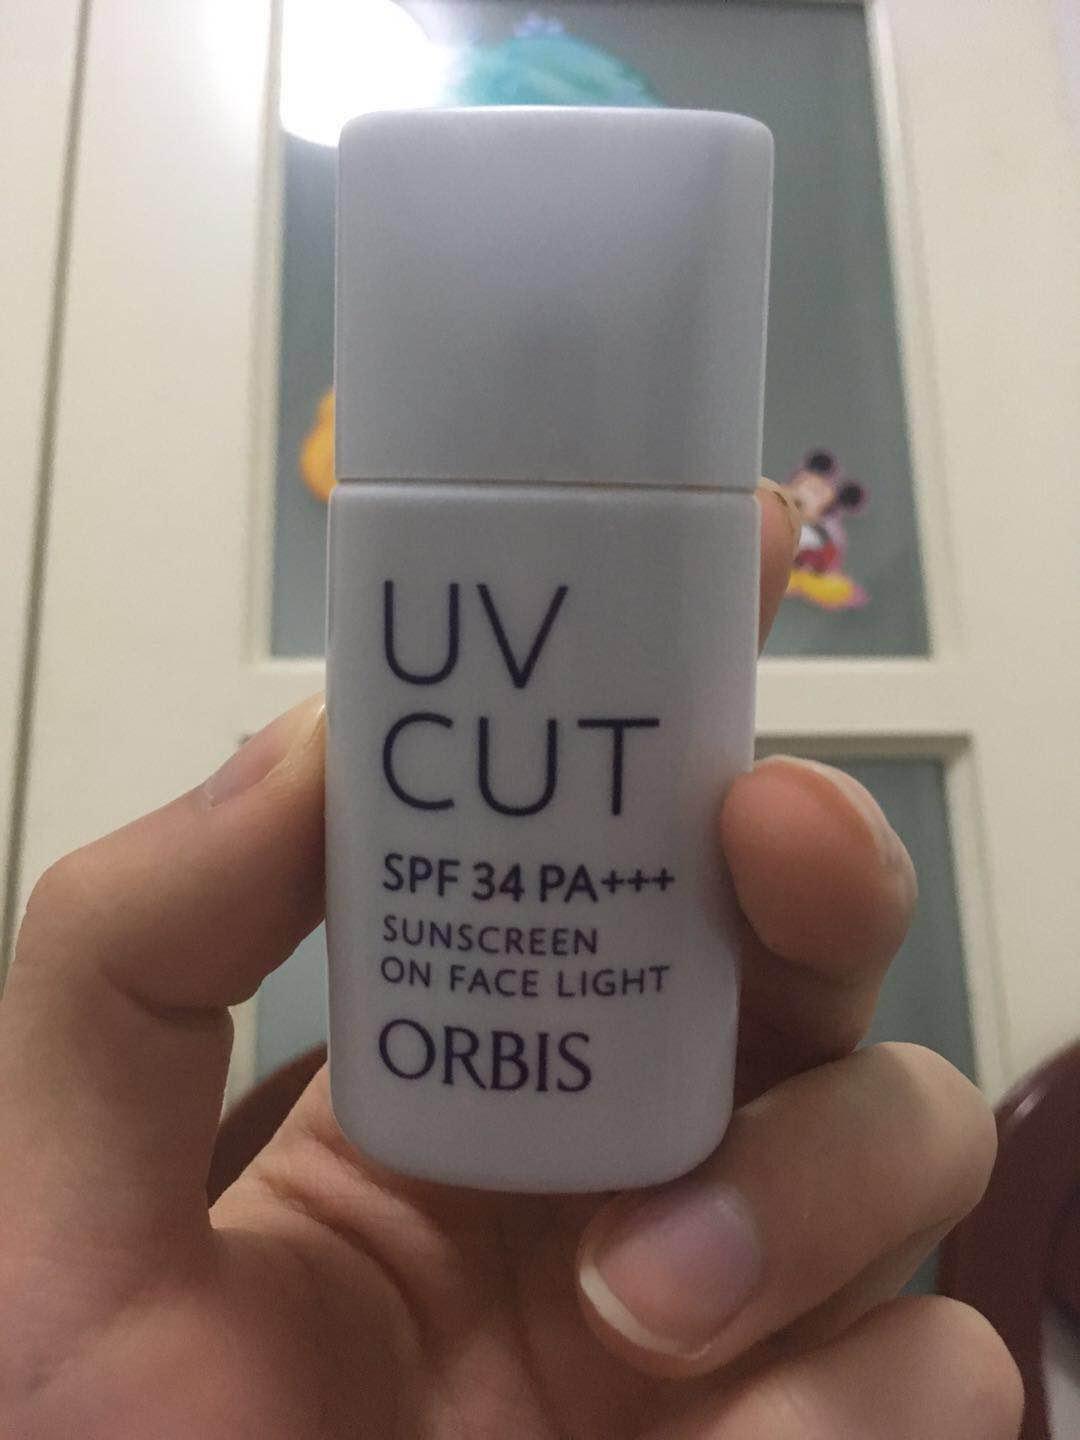 UV
CUT
SPF 34 PA+++
SUNSCREEN
ON FACE LIGHT
ORBIS